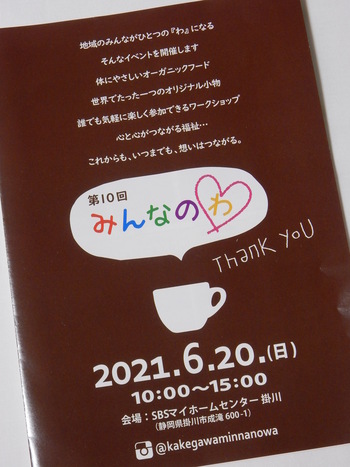 地域のみんながひとつの『わ』になる
そんなイベントを開催します
体にやさしいオーガニックフード
世界でたった一つのオリジナル小物
誰でも気軽に楽しく参加できるワークショップ
心と心がつながる福祉…
これからも、いつまでも、想いはつながる。
第10回
みんなのわ
THANK YOU
2021.6.20.(日)
10:00～15:00
会場：SBSマイホームセンター 掛川
(静岡県掛川市成滝 600-1)
@kakegawaminnanowa